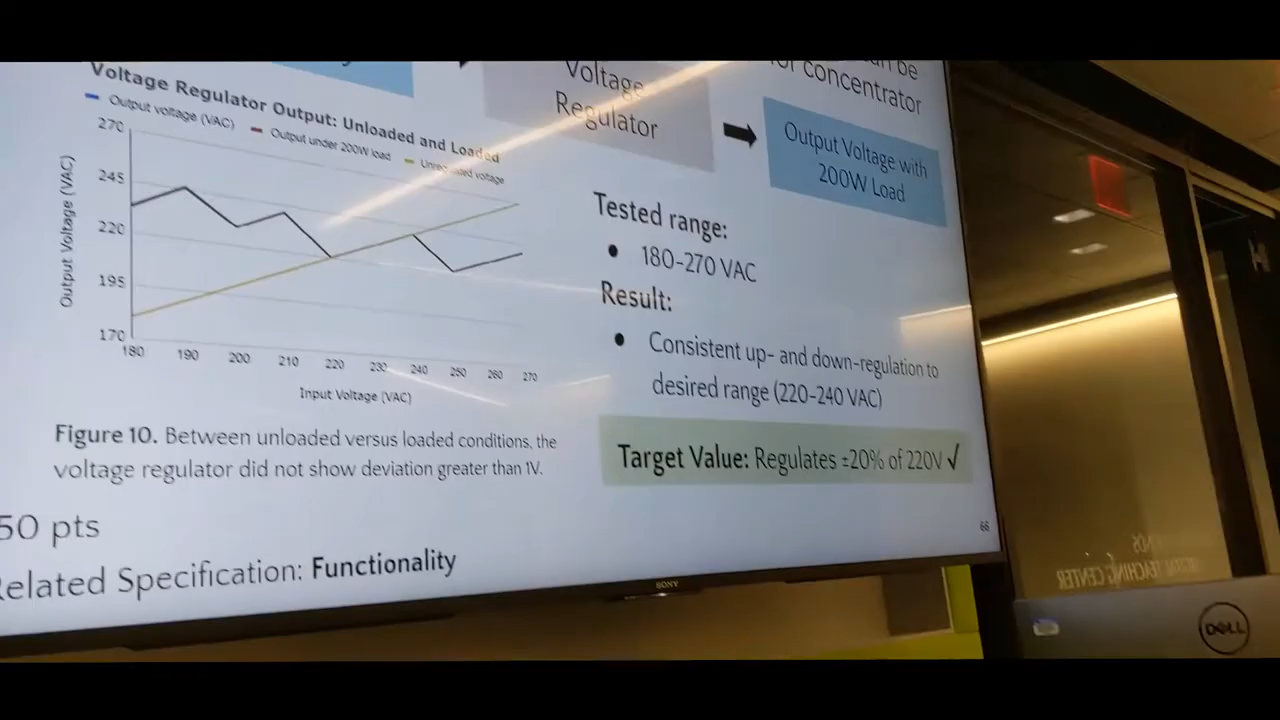 Voltage Regulator Output: Unloaded and Loaded
Output voltage (VAC)
Output under 200W load
voltage
Output Voltage (VAC)
270
245
220
195
170
180
190
200
210
220
230
240
250
260
270
Input Voltage (VAC)
Figure 10. Between unloaded versus loaded conditions, the
voltage regulator did not show deviation greater than 1V.
50 pts
Related Specification: Functionality
Voltage
Regulator
be
for concentrator
Output Voltage with
200W Load
Tested range:
180-270 VAC
Result:
Consistent up- and down-regulation to
desired range (220-240 VAC)
Target Value: Regulates ±20% of 220V ✓
66
SONY
TEACHING CENTER
DELL